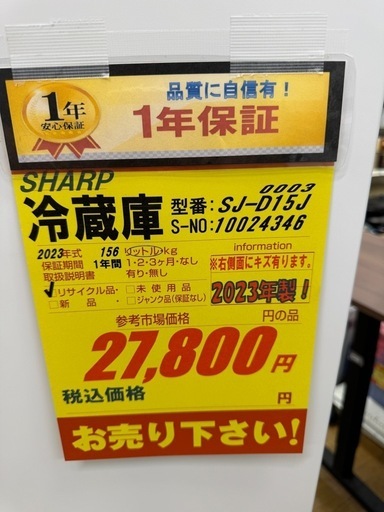 1年
安心保証
品質に自信有！
1年保証
SHARP
0003
冷蔵庫 型番: SJ-D15J
S-NO: 10024346
2023年式 156 リットル・kg
保証期間 1年間 1・2・3ヶ月・なし
取扱説明書 有り・無し
リサイクル品・ □未使用品
□新品・ □ジャンク品(保証なし)
information
※右側面にキズ有ります。
2023年製！
参考市場価格 円の品
27,800円
税込価格 円
お売り下さい!